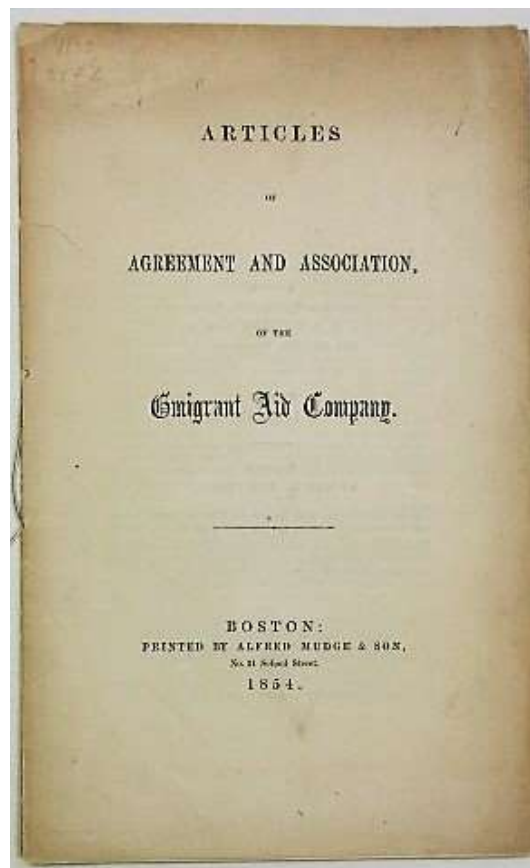 ARTICLES
OF
AGREEMENT AND ASSOCIATION,
OF THE
Emigrant Aid Company.
BOSTON:
PRINTED BY ALFRED MUDGE & SON,
No. 21 School Street.
1854.